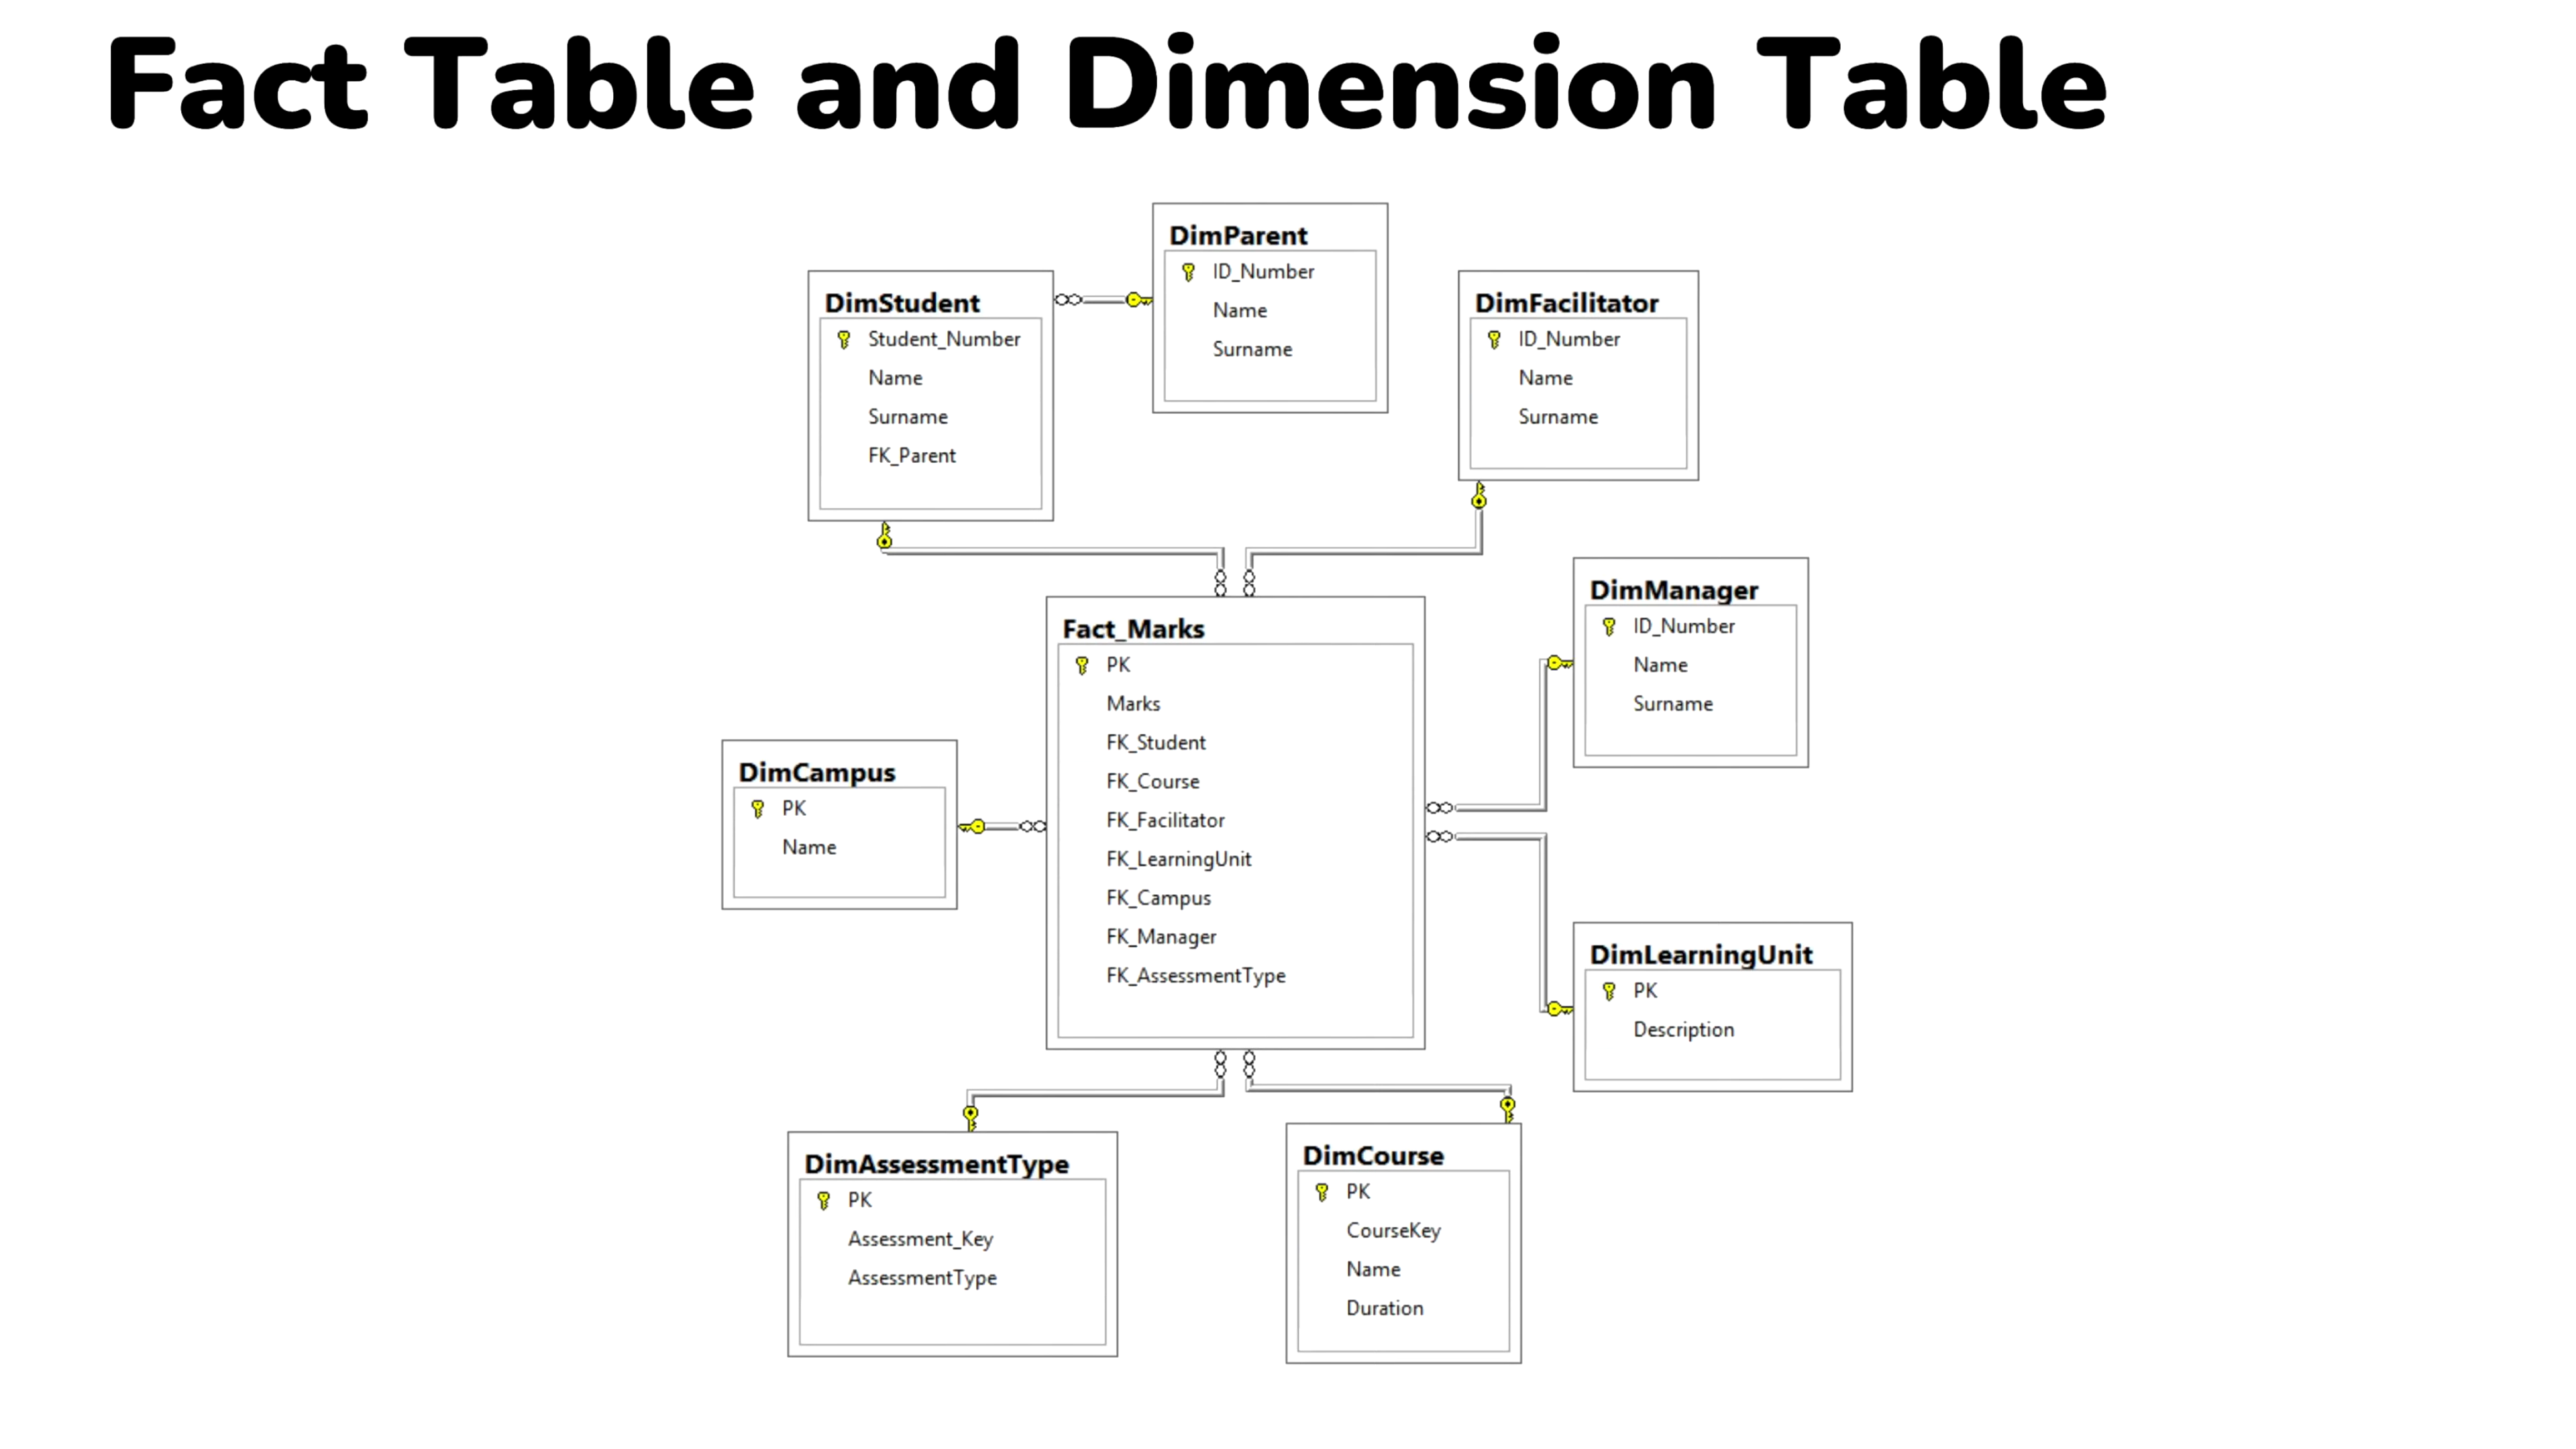 Fact Table and Dimension Table
DimParent
ID_Number
Name
Surname
DimStudent
Student_Number
Name
Surname
FK_Parent
DimFacilitator
ID_Number
Name
Surname
DimManager
ID_Number
Name
Surname
Fact_Marks
PK
Marks
FK_Student
FK_Course
FK_Facilitator
FK_LearningUnit
FK_Campus
FK_Manager
FK_AssessmentType
DimCampus
PK
Name
DimLearningUnit
PK
Description
DimAssessmentType
PK
Assessment_Key
AssessmentType
DimCourse
PK
CourseKey
Name
Duration